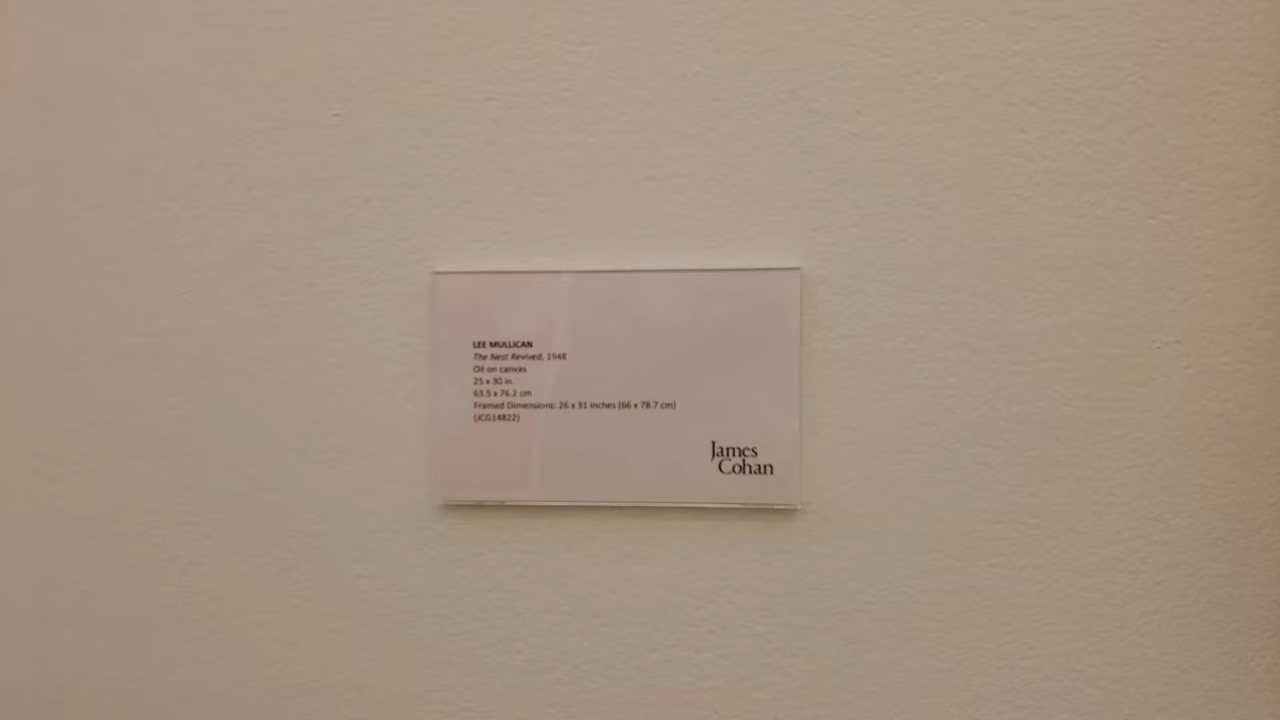 LEE MULLICAN
The Nest Revived, 1948
Oil on canvas
25 x 30 in.
63.5 x 76.2 cm
Framed Dimensions: 26 x 31 inches (66 x 78.7 cm)
(JCG14822)
James
Cohan